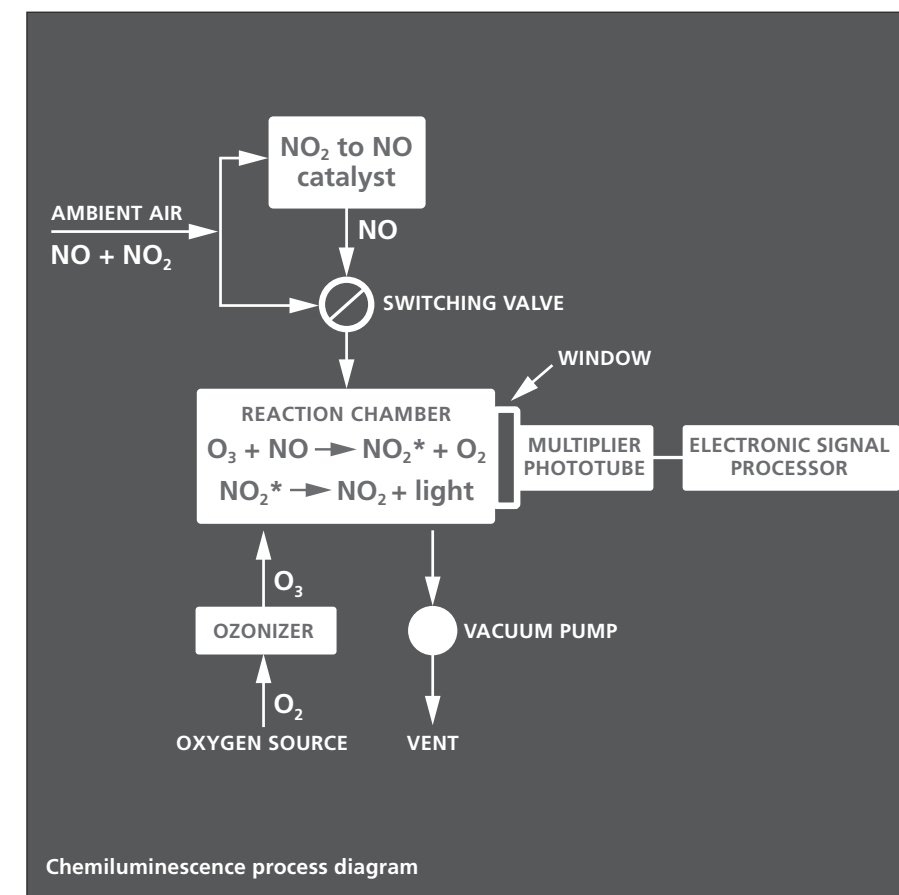 NO₂ to NO
catalyst
AMBIENT AIR
NO + NO₂
NO
SWITCHING VALVE
WINDOW
REACTION CHAMBER
O₃ + NO → NO₂* + O₂
NO₂* → NO₂ + light
MULTIPLIER
PHOTOTUBE
ELECTRONIC SIGNAL
PROCESSOR
O₃
OZONIZER
VACUUM PUMP
O₂
OXYGEN SOURCE
VENT
Chemiluminescence process diagram